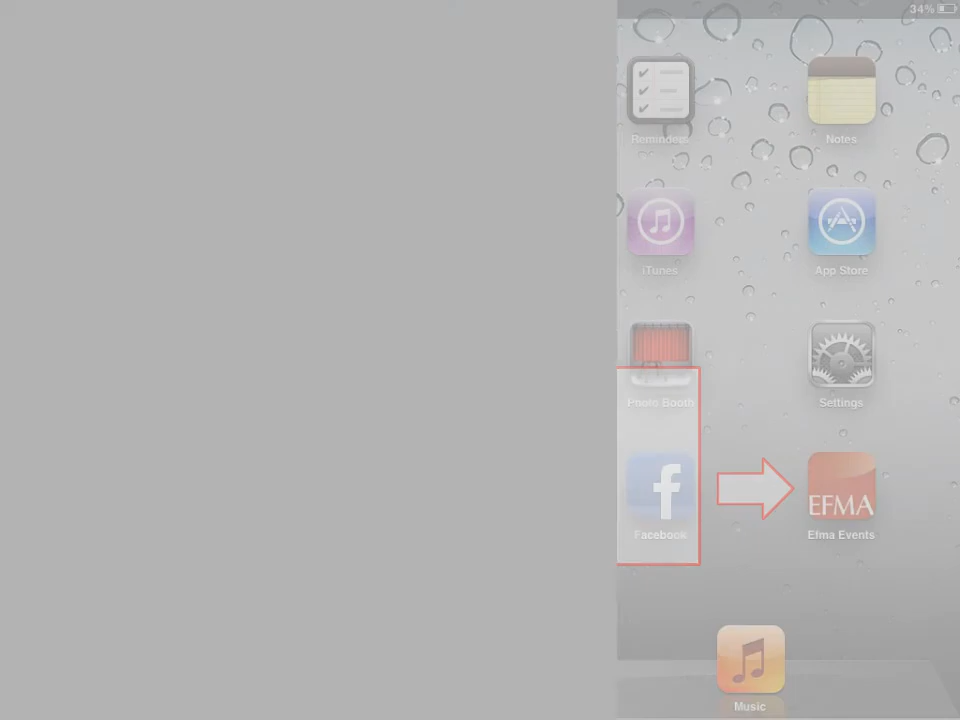 34%
Reminders Notes
iTunes App Store
Photo Booth Settings
f EFMA
Facebook Efma Events
Music